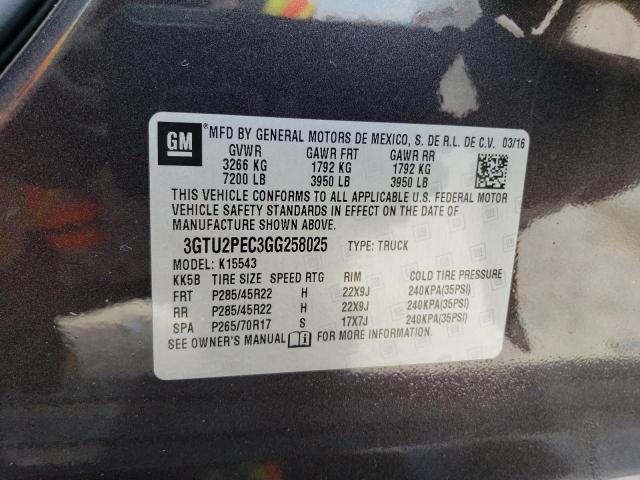 GM ® MFD BY GENERAL MOTORS DE MEXICO, S. DE R.L. DE C.V. 03/16
GVWR GAWR FRT GAWR RR
3266 KG 1792 KG 1792 KG
7200 LB 3950 LB 3950 LB
THIS VEHICLE CONFORMS TO ALL APPLICABLE U.S. FEDERAL MOTOR
VEHICLE SAFETY STANDARDS IN EFFECT ON THE DATE OF
MANUFACTURE SHOWN ABOVE.
3GTU2PEC3GG258025 TYPE: TRUCK
MODEL: K15543
KK5B TIRE SIZE SPEED RTG RIM COLD TIRE PRESSURE
FRT P285/45R22 H 22X9J 240KPA(35PSI)
RR P285/45R22 H 22X9J 240KPA(35PSI)
SPA P265/70R17 S 17X7J 240KPA(35PSI)
SEE OWNER'S MANUAL FOR MORE INFORMATION.